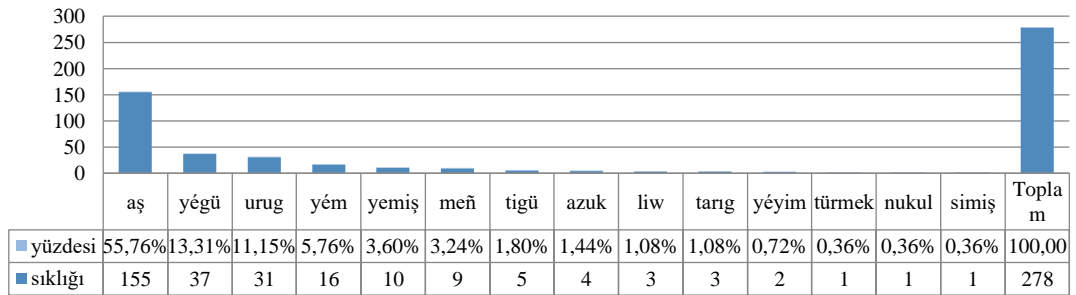 300
250
200
150
100
50
0
aş yégü urug yém yemiş meñ tigü azuk liw tarıg yéyim türmek nukul simiş Toplam
yüzdesi 55,76% 13,31% 11,15% 5,76% 3,60% 3,24% 1,80% 1,44% 1,08% 1,08% 0,72% 0,36% 0,36% 0,36% 100,00
sıklığı 155 37 31 16 10 9 5 4 3 3 2 1 1 1 278